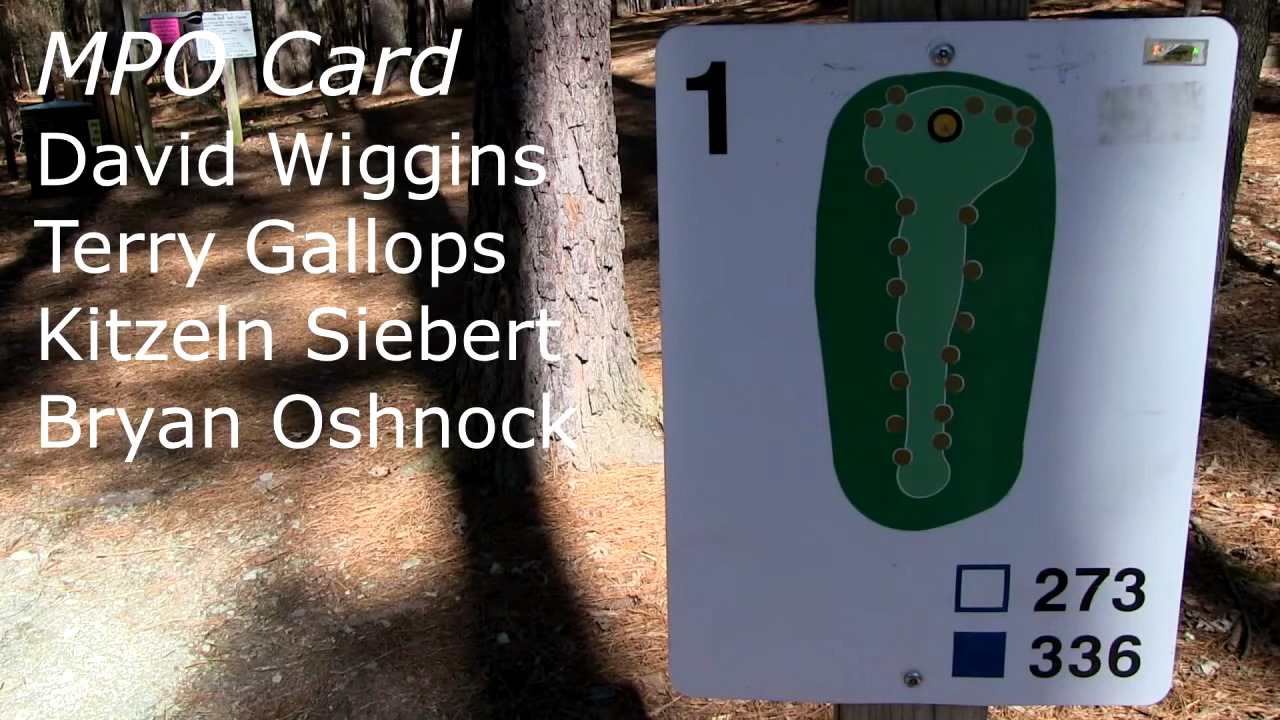 MPO Card
David Wiggins
Terry Gallops
Kitzeln Siebert
Bryan Oshnock
1
273
336